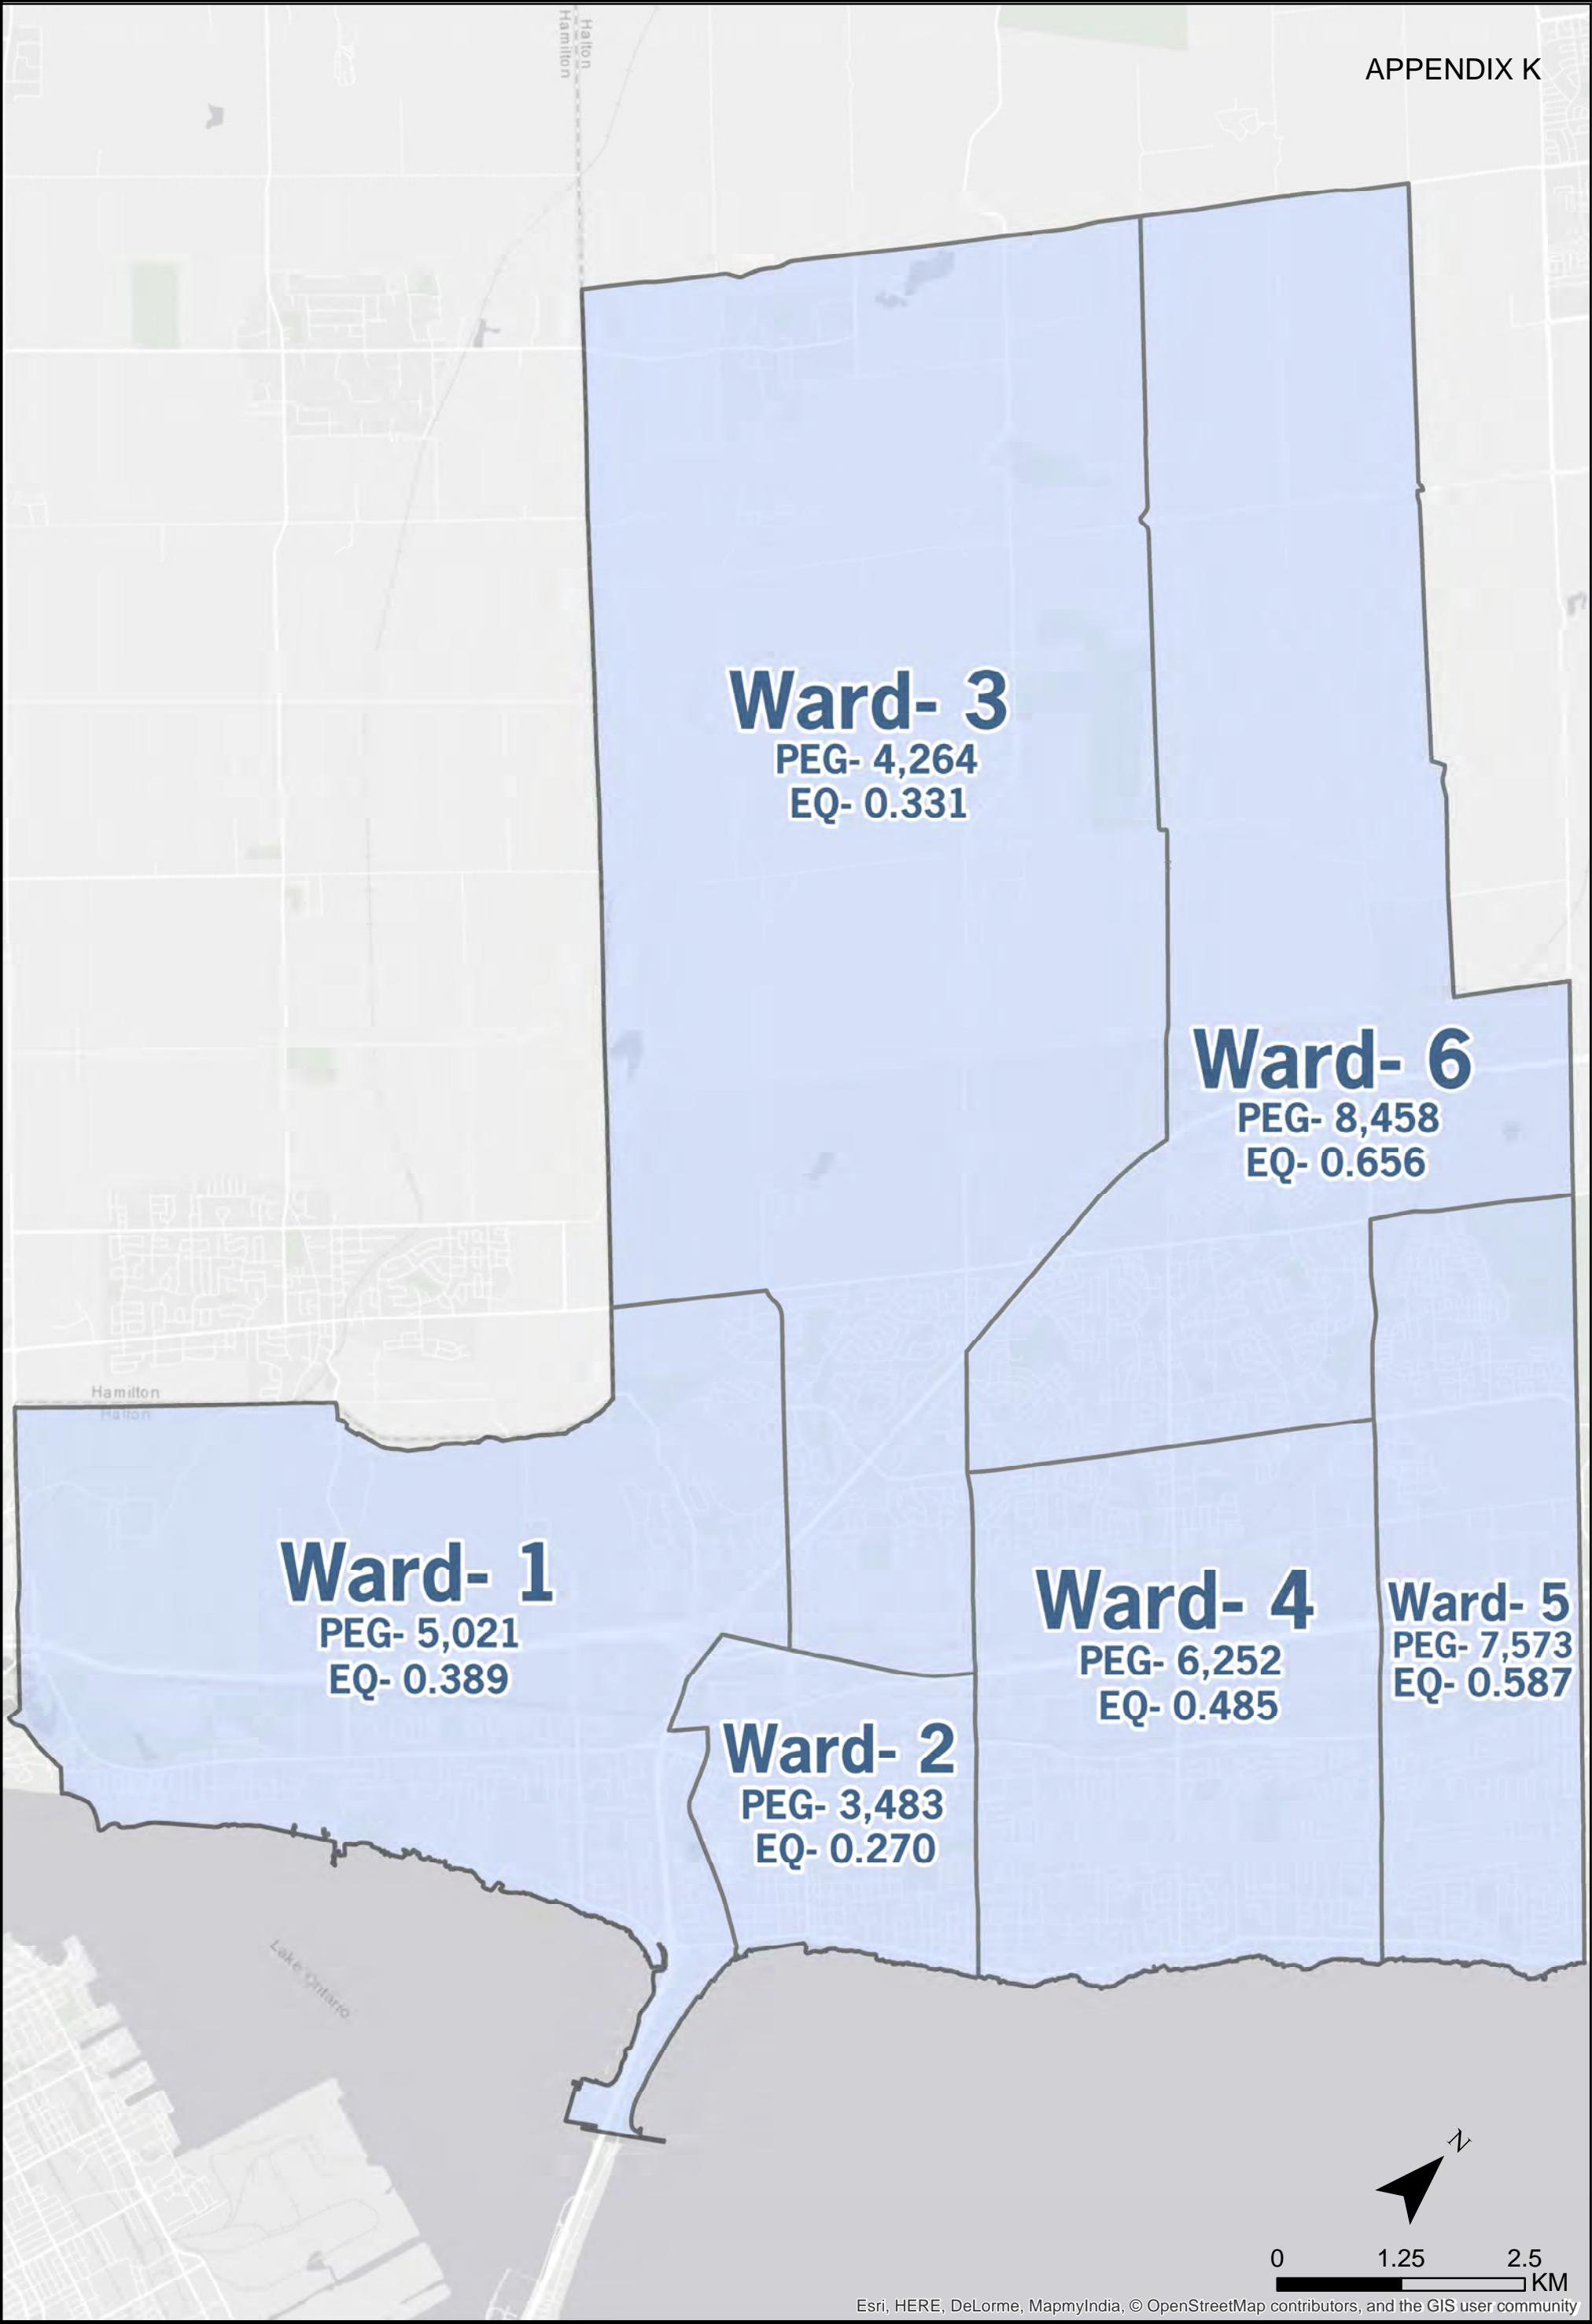 Halton
Hamilton
APPENDIX K
Ward- 3
PEG- 4,264
EQ- 0.331
Ward- 6
PEG- 8,458
EQ- 0.656
Hamilton
Halton
Ward- 1
PEG- 5,021
EQ- 0.389
Ward- 4
PEG- 6,252
EQ- 0.485
Ward- 5
PEG- 7,573
EQ- 0.587
Ward- 2
PEG- 3,483
EQ- 0.270
Lake Ontario
N
0 1.25 2.5
KM
Esri, HERE, DeLorme, MapmyIndia, © OpenStreetMap contributors, and the GIS user community